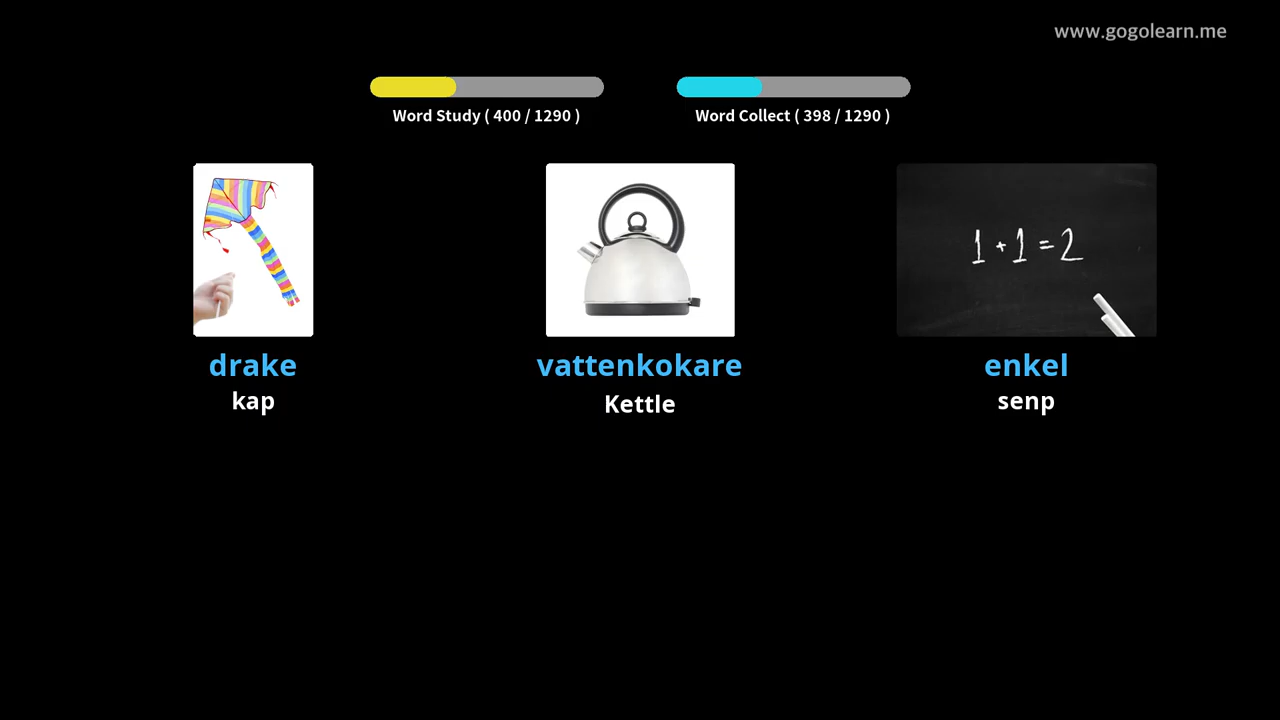 www.gogolearn.me
Word Study ( 400 / 1290 )
Word Collect ( 398 / 1290 )
1 + 1 = 2
drake
kap
vattenkokare
Kettle
enkel
senp